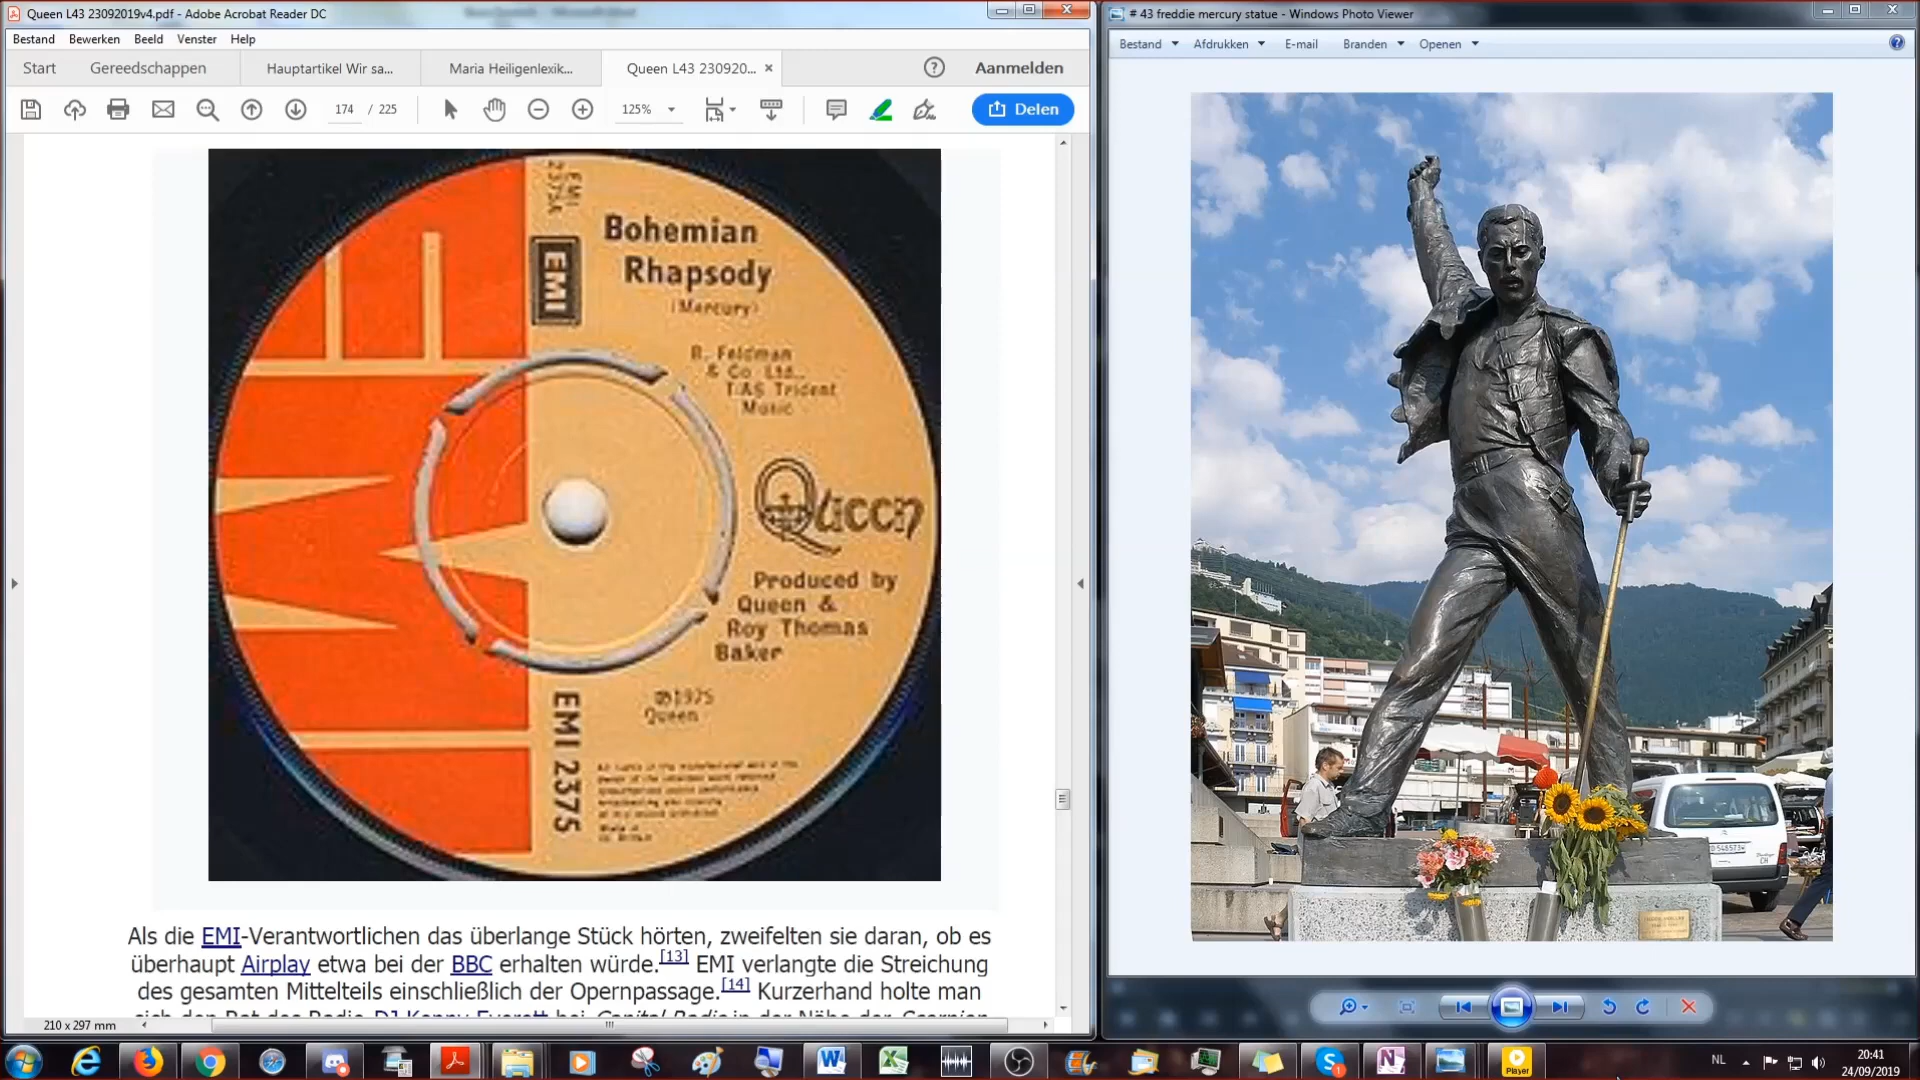 Queen L43 23092019v4.pdf - Adobe Acrobat Reader DC
Bestand Bewerken Beeld Venster Help
Start Gereedschappen Hauptartikel Wir sa... Maria Heiligenlexik... Queen L43 230920... × Aanmelden
174 / 225 125% Delen
EMI
2375A
Bohemian
Rhapsody
(Mercury)
EMI
B. Feldman
& Co Ltd.,
T/AS Trident
Music
Queen
Produced by
Queen &
Roy Thomas
Baker
℗1975
Queen
EMI 2375
Als die EMI-Verantwortlichen das überlange Stück hörten, zweifelten sie daran, ob es
überhaupt Airplay etwa bei der BBC erhalten würde.[13] EMI verlangte die Streichung
des gesamten Mittelteils einschließlich der Opernpassage.[14] Kurzerhand holte man
210 x 297 mm
# 43 freddie mercury statue - Windows Photo Viewer
Bestand Afdrukken E-mail Branden Openen
NL
20:41
24/09/2019
Player